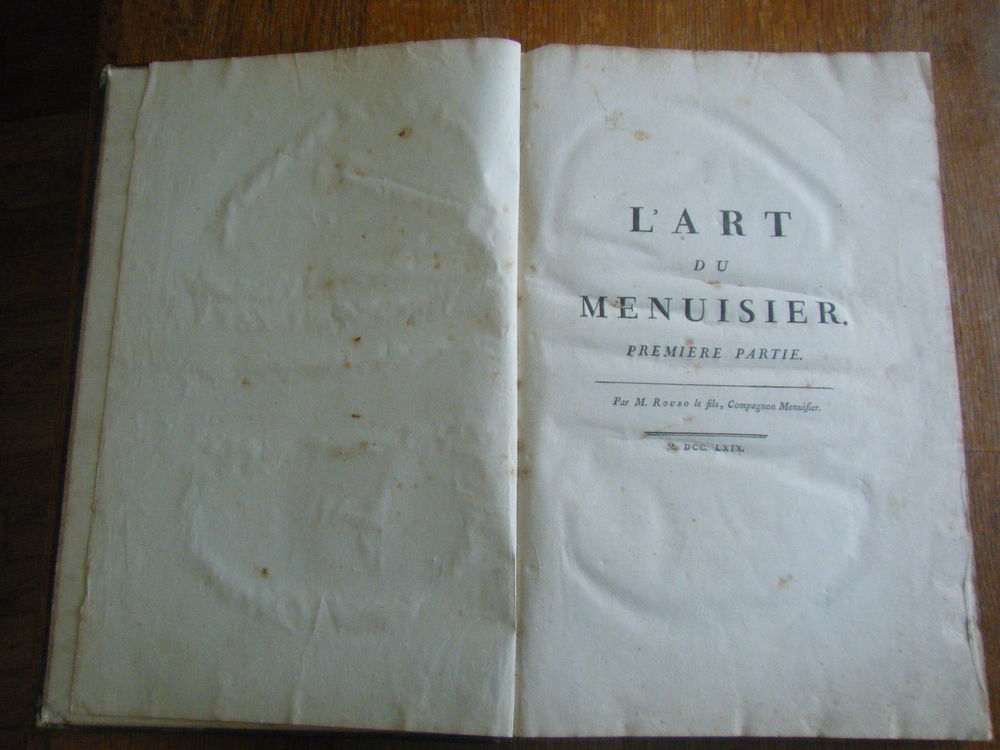 L'ART
DU
MENUISIER.
PREMIERE PARTIE.
Par M. ROUBO le fils, Compagnon Menuiſier.
M. DCC. LXIX.